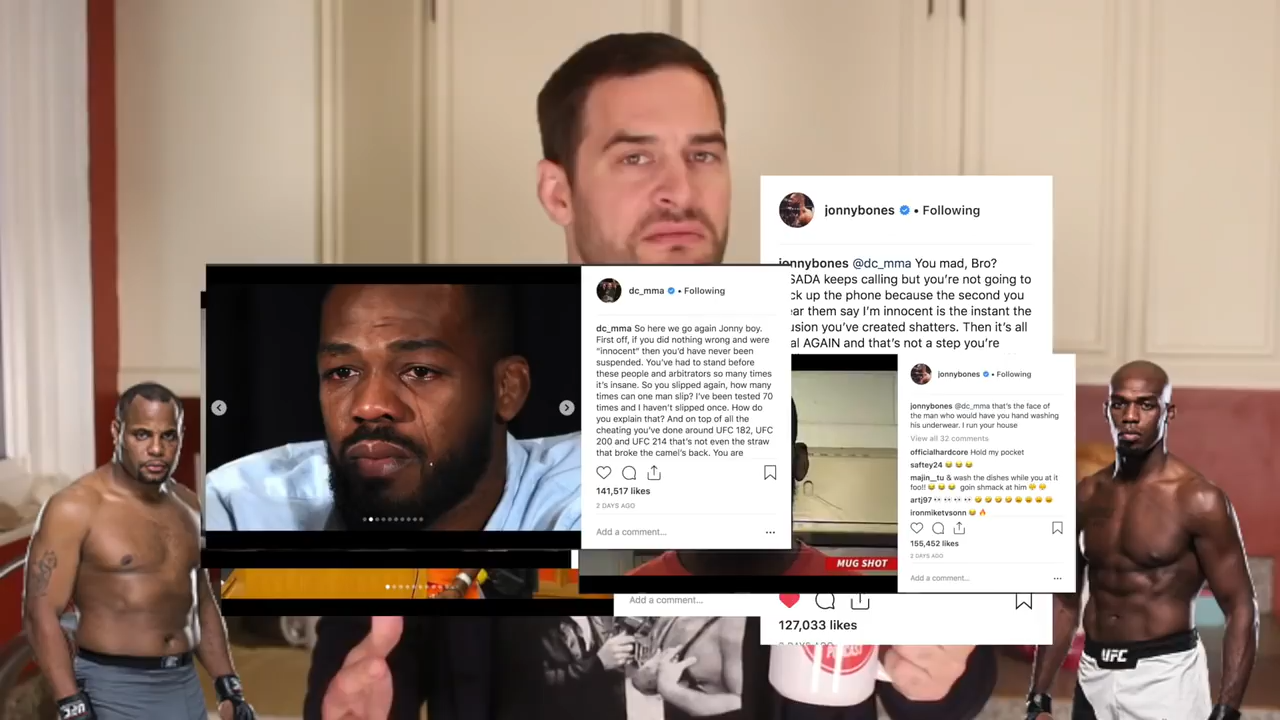 jonnybones • Following
jonnybones @dc_mma You mad, Bro?
SADA keeps calling but you're not going to
up the phone because the second you
them say I'm innocent is the instant the
you've created shatters. Then it's all
AGAIN and that's not a step you're
dc_mma • Following
dc_mma So here we go again Jonny boy.
First off, if you did nothing wrong and were
“innocent” then you'd have never been
suspended. You've had to stand before
these people and arbitrators so many times
it's insane. So you slipped again, how many
times can one man slip? I've been tested 70
times and I haven't slipped once. How do
you explain that? And on top of all the
cheating you've done around UFC 182, UFC
200 and UFC 214 that's not even the straw
that broke the camel's back. You are
141,517 likes
2 DAYS AGO
Add a comment...
jonnybones • Following
jonnybones @dc_mma that's the face of
the man who would have you hand washing
his underwear. I run your house
View all 32 comments
officialhardcore Hold my pocket
saftey24 😂 😂 😂
majin__tu & wash the dishes while you at it
foo!! 😂 😂 😂 goin shmack at him
artj97 👀 👀 👀 👀 🤣 🤣 🤣 😂 😂 😂 😂
ironmiketysonn 😂 🔥
155,452 likes
2 DAYS AGO
Add a comment...
MUG SHOT
Add a comment...
127,033 likes
PODCAST
UFC